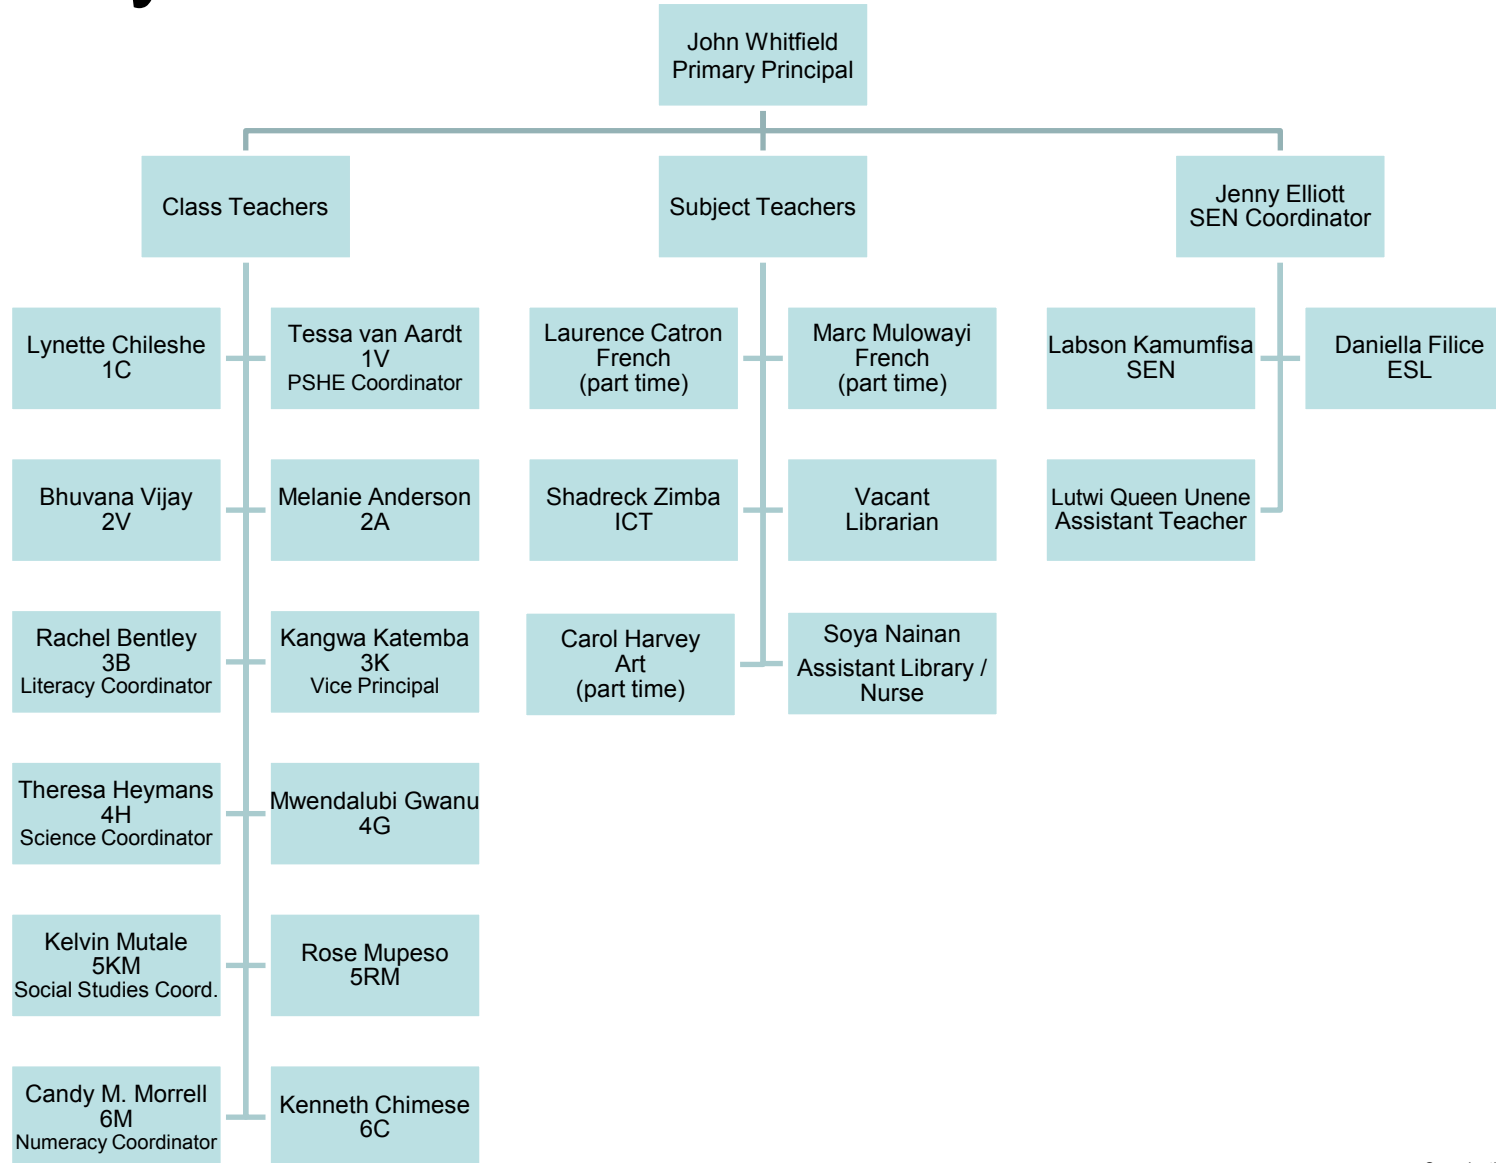 John Whitfield
Primary Principal
Class Teachers
Subject Teachers
Jenny Elliott
SEN Coordinator
Lynette Chileshe
1C
Tessa van Aardt
1V
PSHE Coordinator
Laurence Catron
French
(part time)
Marc Mulowayi
French
(part time)
Labson Kamumfisa
SEN
Daniella Filice
ESL
Bhuvana Vijay
2V
Melanie Anderson
2A
Shadreck Zimba
ICT
Vacant
Librarian
Lutwi Queen Unene
Assistant Teacher
Rachel Bentley
3B
Literacy Coordinator
Kangwa Katemba
3K
Vice Principal
Carol Harvey
Art
(part time)
Soya Nainan
Assistant Library /
Nurse
Theresa Heymans
4H
Science Coordinator
Mwendalubi Gwanu
4G
Kelvin Mutale
5KM
Social Studies Coord.
Rose Mupeso
5RM
Candy M. Morrell
6M
Numeracy Coordinator
Kenneth Chimese
6C